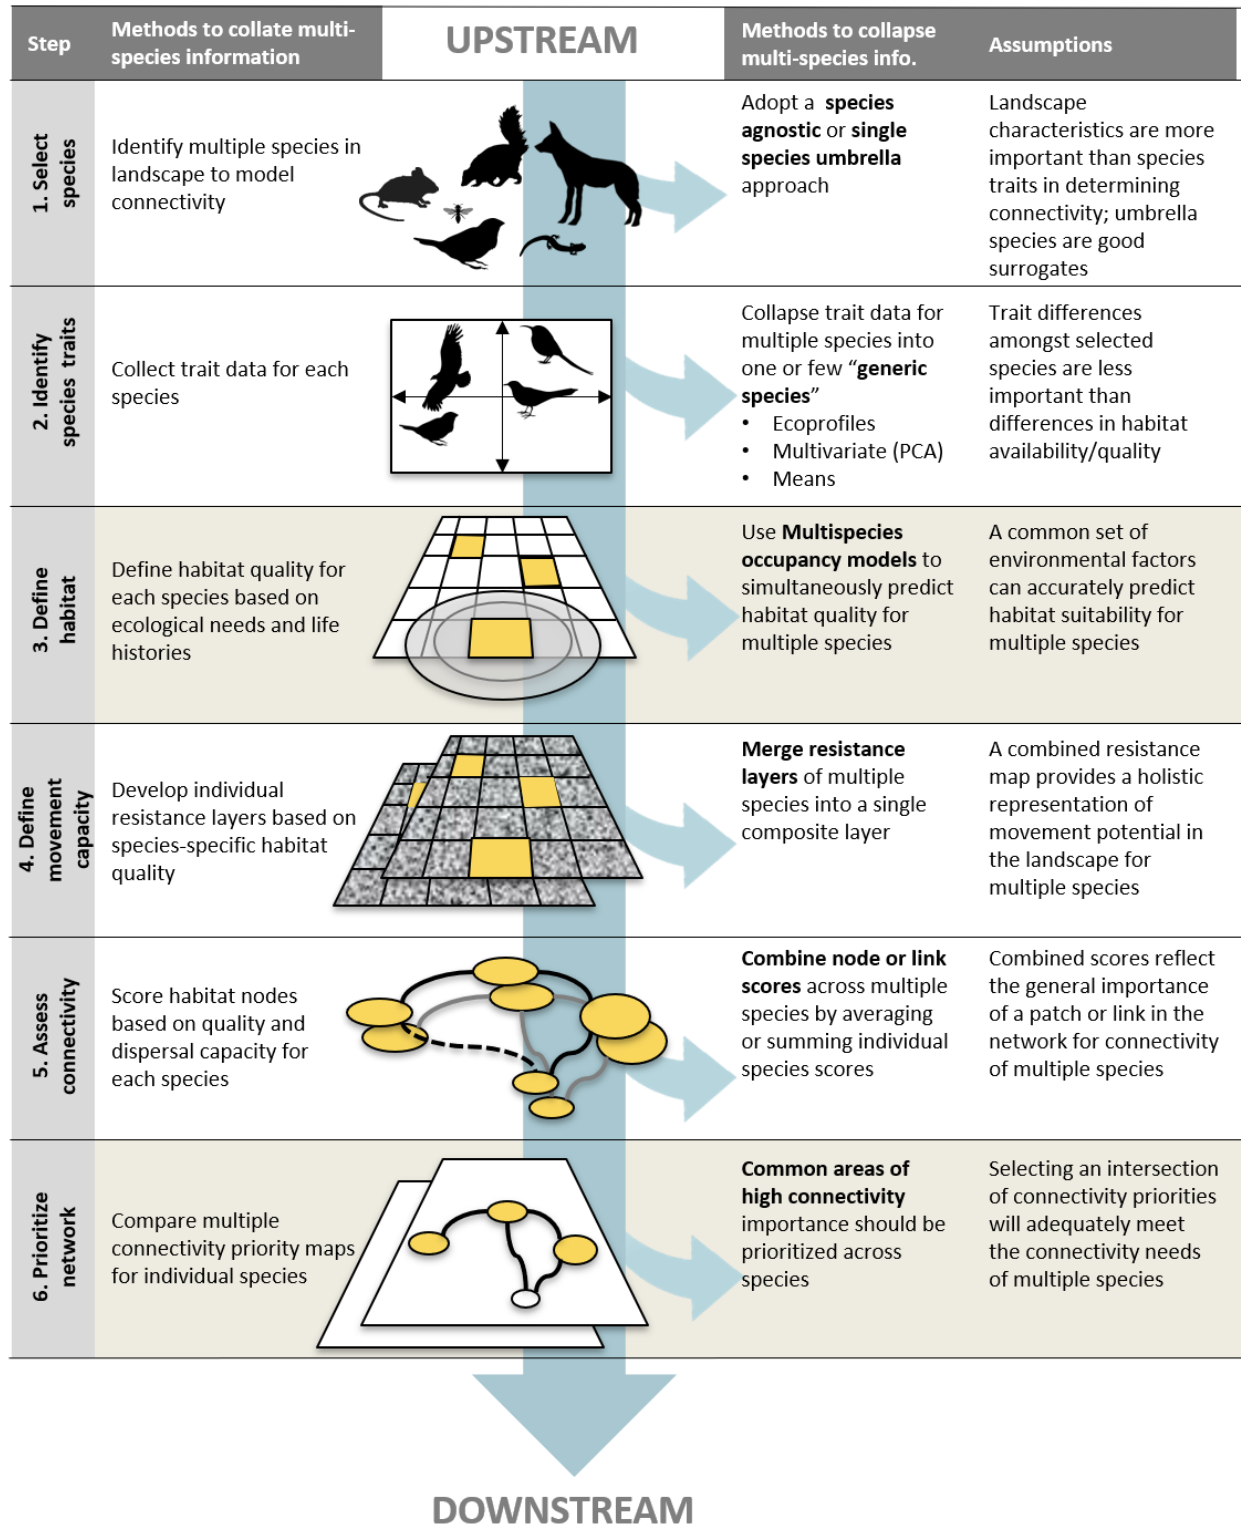 Step
Methods to collate multi-
species information
UPSTREAM
Methods to collapse
multi-species info.
Assumptions
1. Select
species
Identify multiple species in
landscape to model
connectivity
Adopt a species
agnostic or single
species umbrella
approach
Landscape
characteristics are more
important than species
traits in determining
connectivity; umbrella
species are good
surrogates
2. Identify
species traits
Collect trait data for each
species
Collapse trait data for
multiple species into
one or few “generic
species”
• Ecoprofiles
• Multivariate (PCA)
• Means
Trait differences
amongst selected
species are less
important than
differences in habitat
availability/quality
3. Define
habitat
Define habitat quality for
each species based on
ecological needs and life
histories
Use Multispecies
occupancy models to
simultaneously predict
habitat quality for
multiple species
A common set of
environmental factors
can accurately predict
habitat suitability for
multiple species
4. Define
movement
capacity
Develop individual
resistance layers based on
species-specific habitat
quality
Merge resistance
layers of multiple
species into a single
composite layer
A combined resistance
map provides a holistic
representation of
movement potential in
the landscape for
multiple species
5. Assess
connectivity
Score habitat nodes
based on quality and
dispersal capacity for
each species
Combine node or link
scores across multiple
species by averaging
or summing individual
species scores
Combined scores reflect
the general importance
of a patch or link in the
network for connectivity
of multiple species
6. Prioritize
network
Compare multiple
connectivity priority maps
for individual species
Common areas of
high connectivity
importance should be
prioritized across
species
Selecting an intersection
of connectivity priorities
will adequately meet
the connectivity needs
of multiple species
DOWNSTREAM